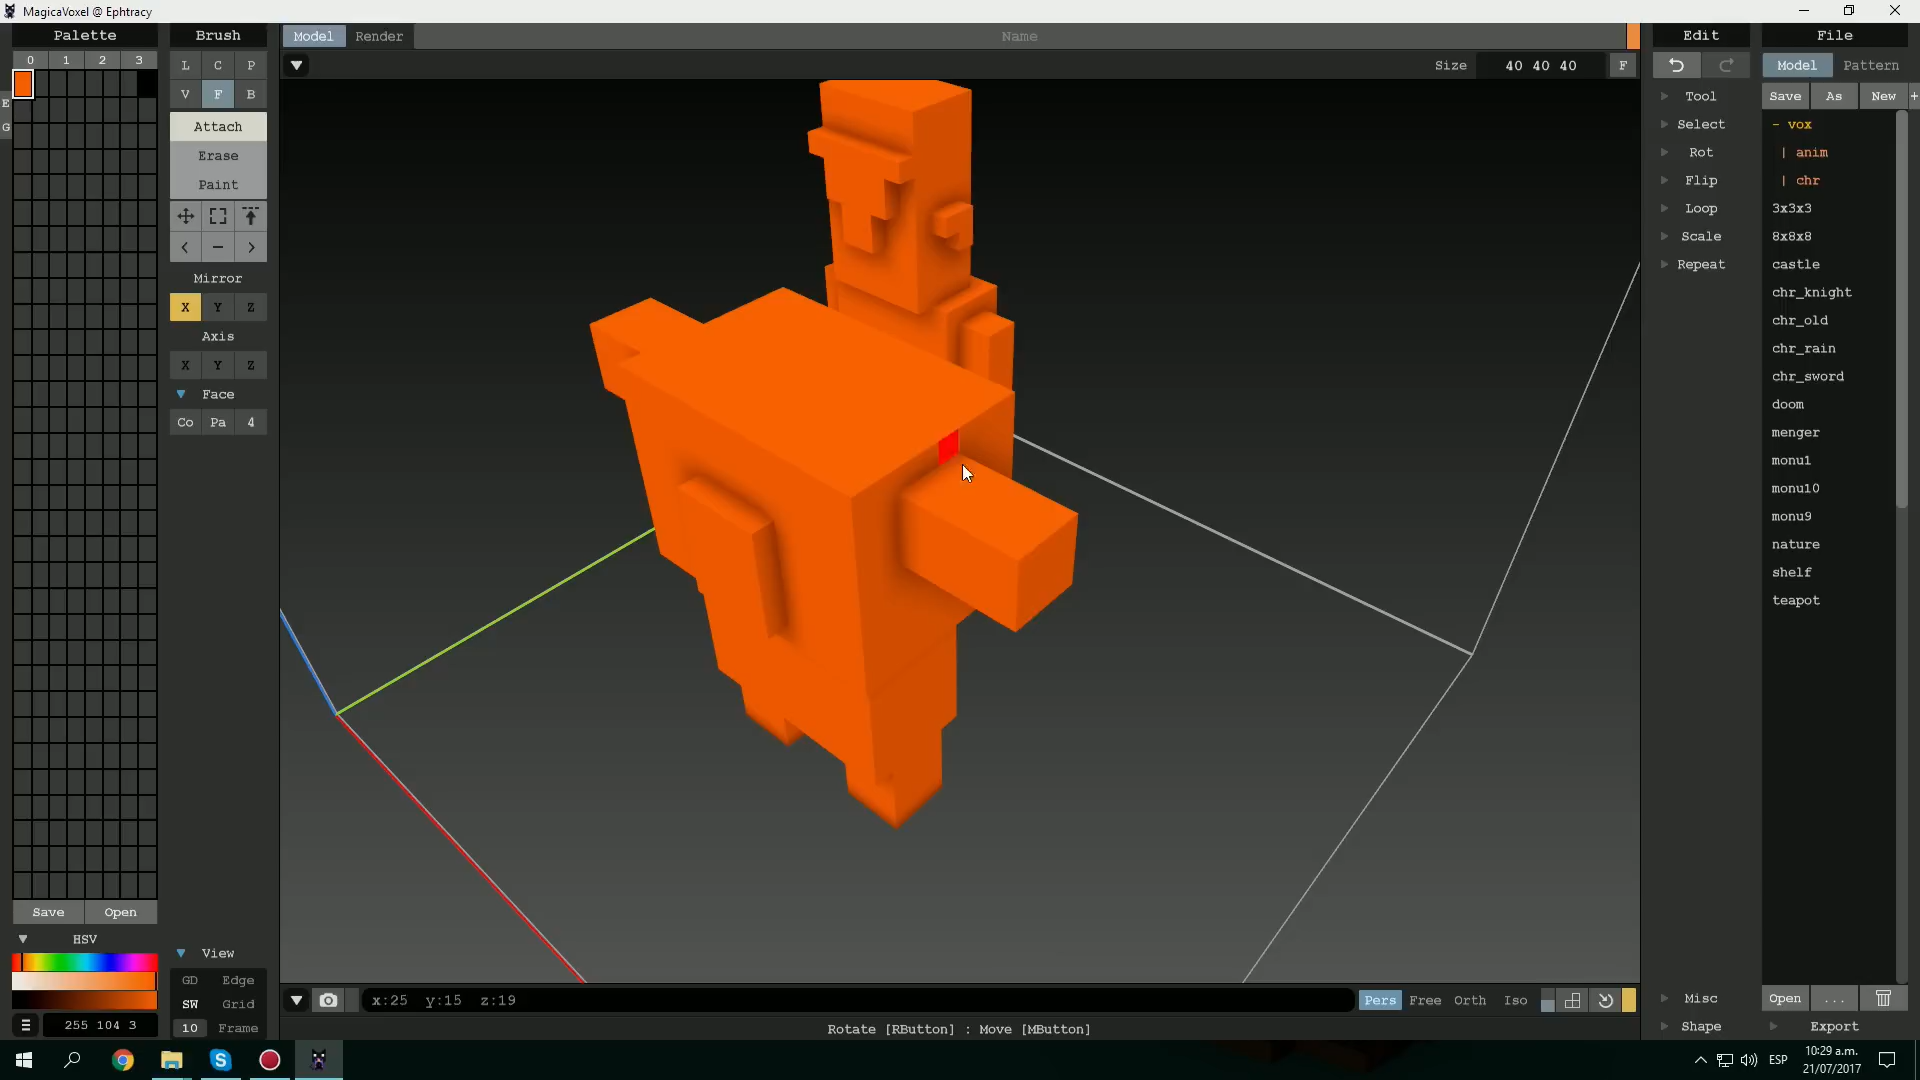 MagicaVoxel @ Ephtracy
Palette
0 1 2 3
E
G
Save Open
HSV
255 104 3
Brush
L C P
V F B
Attach
Erase
Paint
< - >
Mirror
X Y Z
Axis
X Y Z
Face
Co Pa 4
View
GD Edge
SW Grid
10 Frame
Model Render Name
Size 40 40 40 F
x:25 y:15 z:19
Pers Free Orth Iso
Rotate [RButton] : Move [MButton]
Edit
Tool
Select
Rot
Flip
Loop
Scale
Repeat
Misc
Shape
File
Model Pattern
Save As New +
- vox
| anim
| chr
3x3x3
8x8x8
castle
chr_knight
chr_old
chr_rain
chr_sword
doom
menger
monu1
monu10
monu9
nature
shelf
teapot
Open ...
Export
ESP
10:29 a.m.
21/07/2017